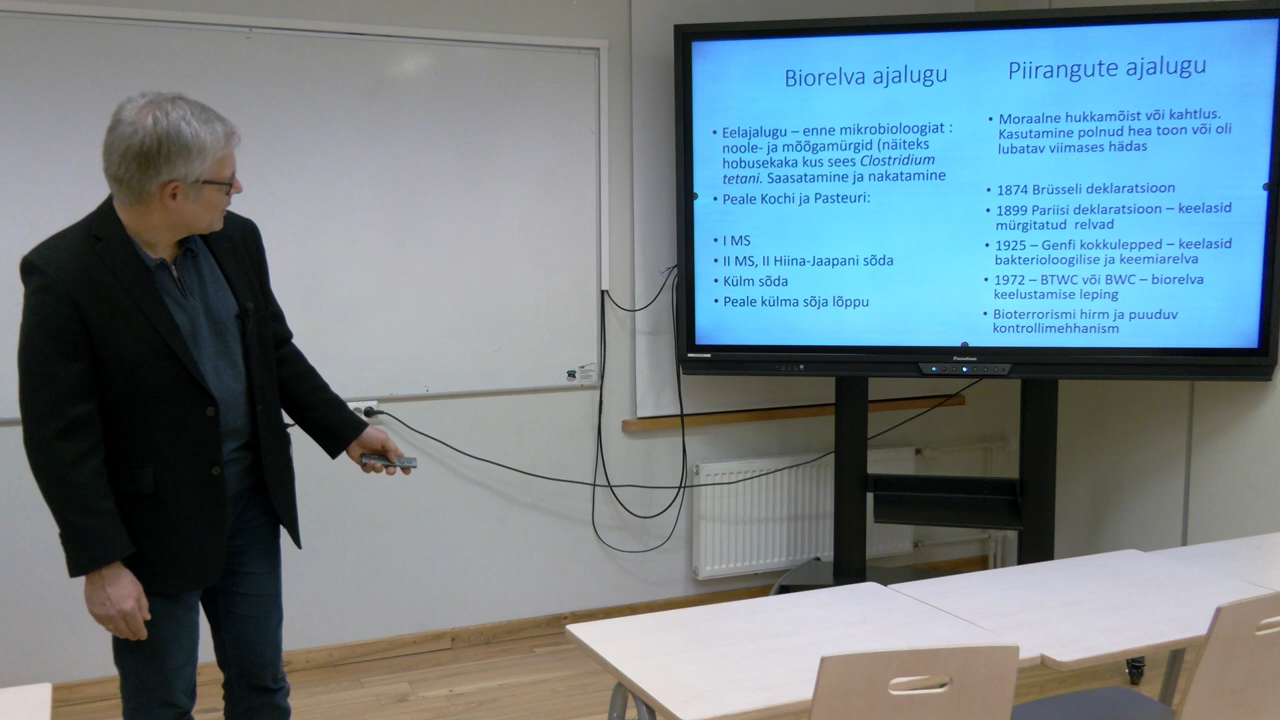 Biorelva ajalugu
• Eelajalugu – enne mikrobioloogiat :
noole- ja mõõgamürgid (näiteks
hobusekaka kus sees Clostridium
tetani. Saasatamine ja nakatamine
• Peale Kochi ja Pasteuri:
• I MS
• II MS, II Hiina-Jaapani sõda
• Külm sõda
• Peale külma sõja lõppu
Piirangute ajalugu
• Moraalne hukkamõist või kahtlus.
Kasutamine polnud hea toon või oli
lubatav viimases hädas
• 1874 Brüsseli deklaratsioon
• 1899 Pariisi deklaratsioon – keelasid
mürgitatud relvad
• 1925 – Genfi kokkulepped – keelasid
bakterioloogilise ja keemiarelva
• 1972 – BTWC või BWC – biorelva
keelustamise leping
• Bioterrorismi hirm ja puuduv
kontrollimehhanism
Promethean